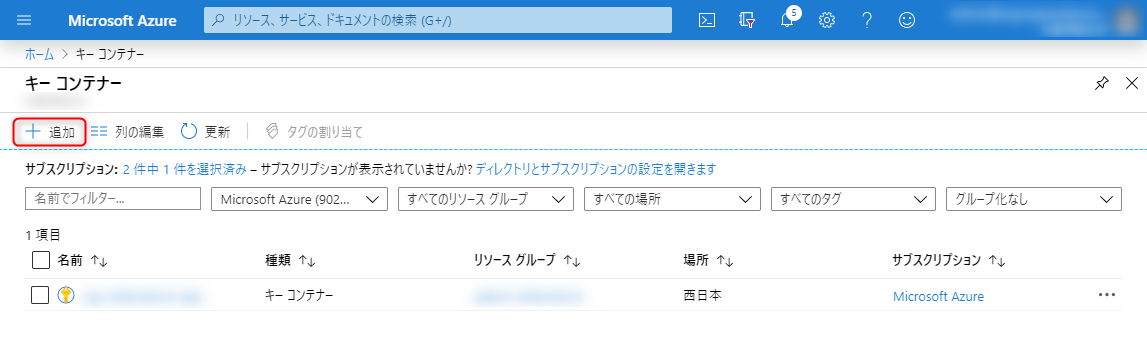 Microsoft Azure リソース、サービス、ドキュメントの検索 (G+/) 5
ホーム > キー コンテナー
キー コンテナー
追加 列の編集 更新 タグの割り当て
サブスクリプション: 2 件中 1 件を選択済み – サブスクリプションが表示されていませんか? ディレクトリとサブスクリプションの設定を開きます
名前でフィルター... Microsoft Azure (902... すべてのリソース グループ すべての場所 すべてのタグ グループ化なし
1 項目
名前 種類 リソース グループ 場所 サブスクリプション
キー コンテナー 西日本 Microsoft Azure